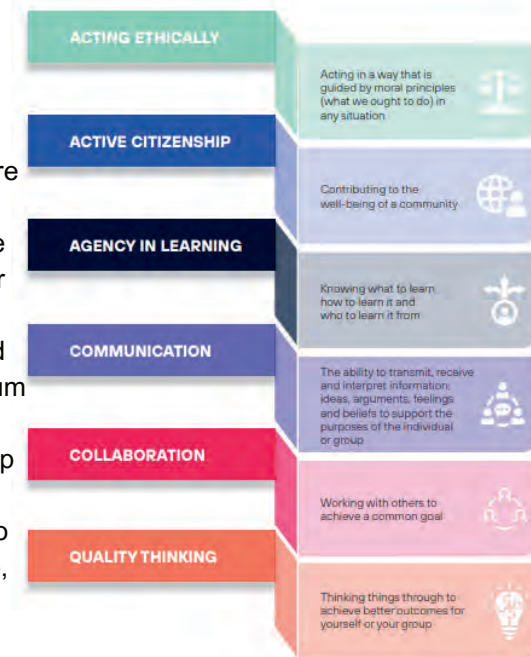 ACTING ETHICALLY
Acting in a way that is
guided by moral principles
(what we ought to do) in
any situation
ACTIVE CITIZENSHIP
Contributing to the
well-being of a community
AGENCY IN LEARNING
Knowing what to learn
how to learn it and
who to learn it from
COMMUNICATION
The ability to transmit, receive
and interpret information,
ideas, arguments, feelings
and beliefs to support the
purposes of the individual
or group
COLLABORATION
Working with others to
achieve a common goal
QUALITY THINKING
Thinking things through to
achieve better outcomes for
yourself or your group